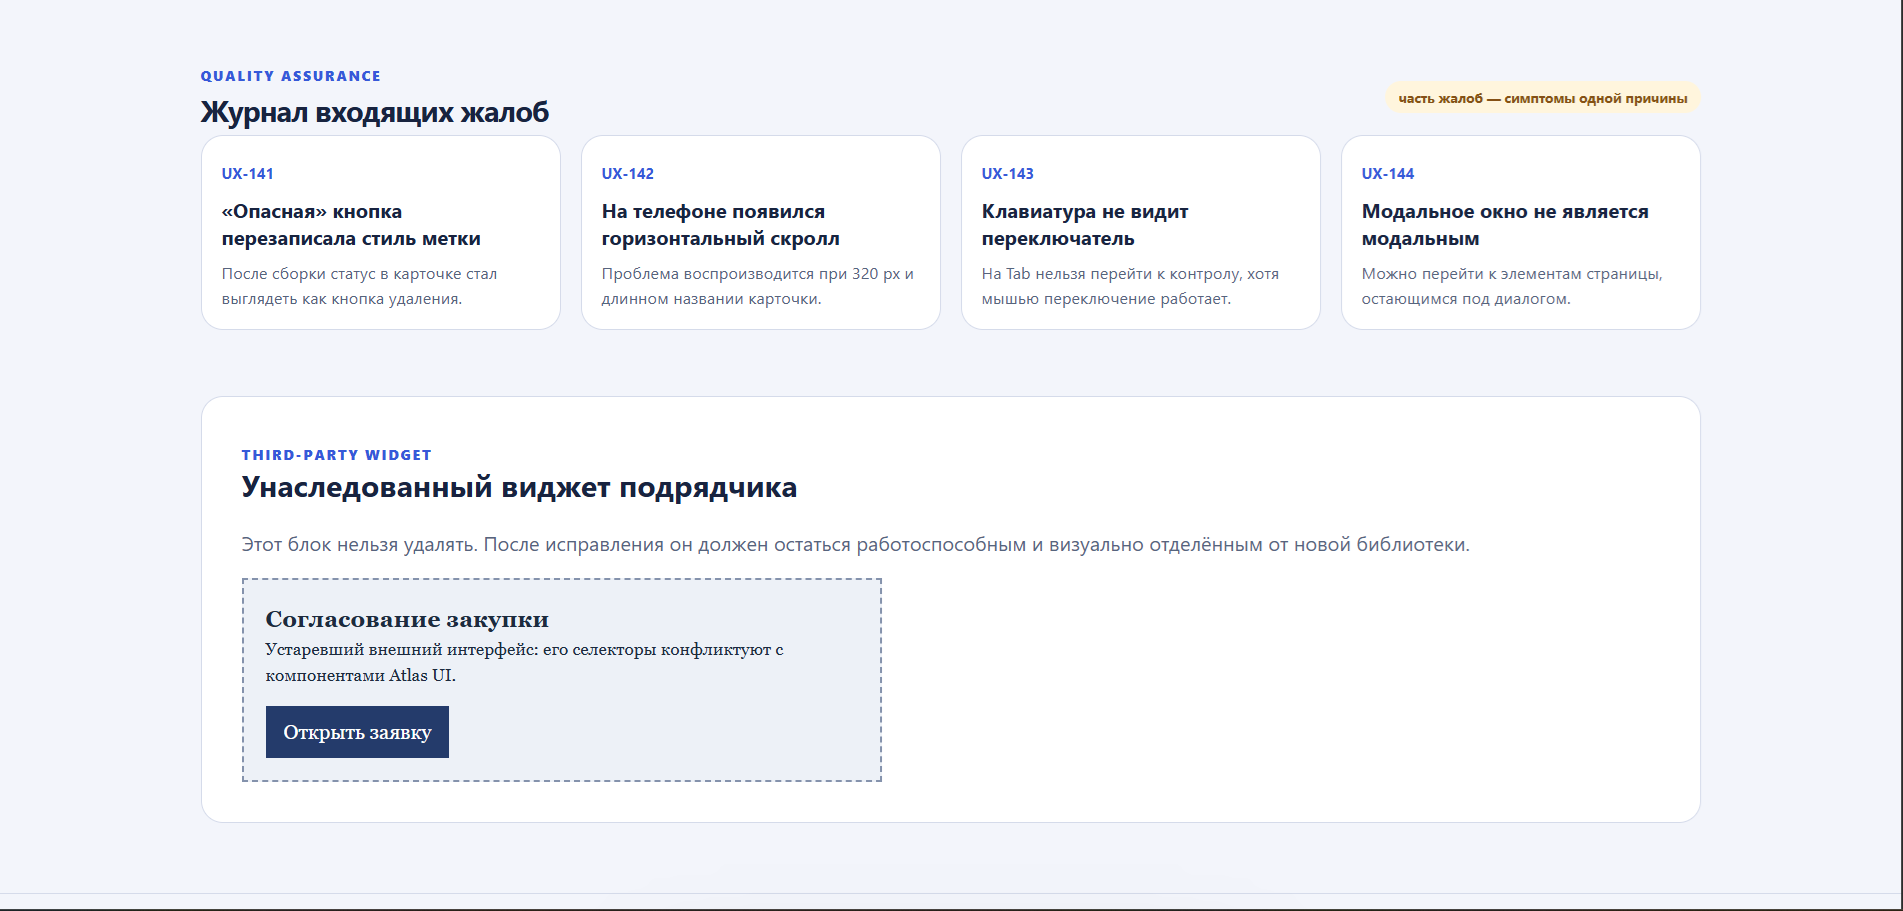 QUALITY ASSURANCE
Журнал входящих жалоб
часть жалоб — симптомы одной причины
UX-141
«Опасная» кнопка
перезаписала стиль метки
После сборки статус в карточке стал
выглядеть как кнопка удаления.
UX-142
На телефоне появился
горизонтальный скролл
Проблема воспроизводится при 320 px и
длинном названии карточки.
UX-143
Клавиатура не видит
переключатель
На Tab нельзя перейти к контролу, хотя
мышью переключение работает.
UX-144
Модальное окно не является
модальным
Можно перейти к элементам страницы,
остающимся под диалогом.
THIRD-PARTY WIDGET
Унаследованный виджет подрядчика
Этот блок нельзя удалять. После исправления он должен остаться работоспособным и визуально отделённым от новой библиотеки.
Согласование закупки
Устаревший внешний интерфейс: его селекторы конфликтуют с
компонентами Atlas UI.
Открыть заявку